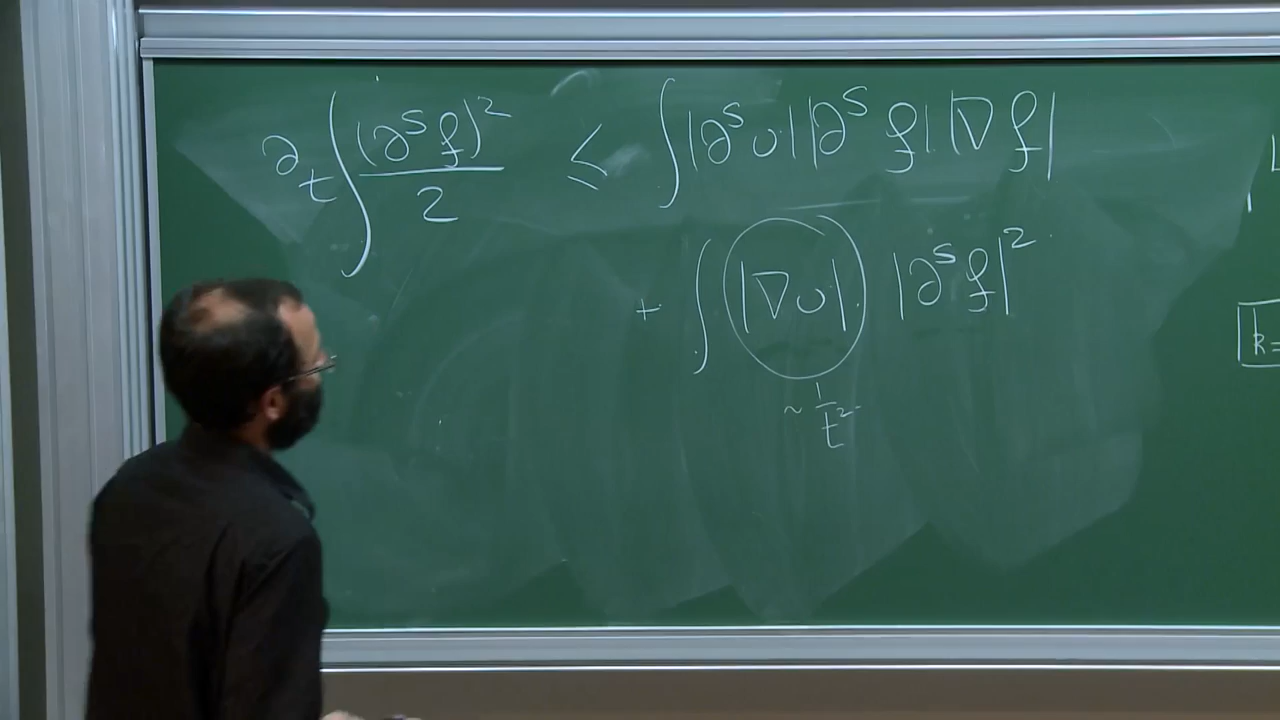 ∂_t ∫ (∂^s f)^2 / 2 ≤ ∫ |∂^s υ| |∂^s f| |∇ f|
+ ∫ |∇υ| |∂^s f|^2
~ 1/t^2
k=